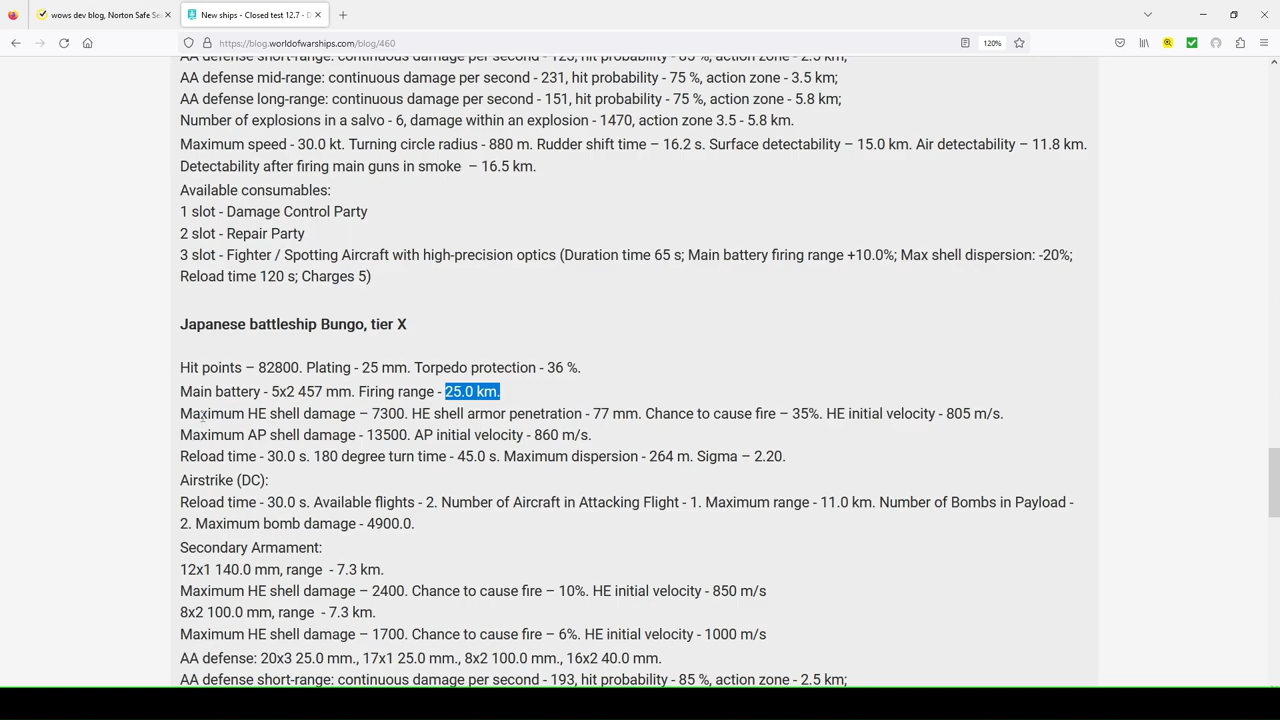 wows dev blog, Norton Safe Se
New ships - Closed test 12.7 - D
https://blog.worldofwarships.com/blog/460
120%
AA defense short-range: continuous damage per second - 123, hit probability - 85 %, action zone - 2.5 km;
AA defense mid-range: continuous damage per second - 231, hit probability - 75 %, action zone - 3.5 km;
AA defense long-range: continuous damage per second - 151, hit probability - 75 %, action zone - 5.8 km;
Number of explosions in a salvo - 6, damage within an explosion - 1470, action zone 3.5 - 5.8 km.
Maximum speed - 30.0 kt. Turning circle radius - 880 m. Rudder shift time – 16.2 s. Surface detectability – 15.0 km. Air detectability – 11.8 km.
Detectability after firing main guns in smoke – 16.5 km.
Available consumables:
1 slot - Damage Control Party
2 slot - Repair Party
3 slot - Fighter / Spotting Aircraft with high-precision optics (Duration time 65 s; Main battery firing range +10.0%; Max shell dispersion: -20%;
Reload time 120 s; Charges 5)
Japanese battleship Bungo, tier X
Hit points – 82800. Plating - 25 mm. Torpedo protection - 36 %.
Main battery - 5x2 457 mm. Firing range - 25.0 km.
Maximum HE shell damage – 7300. HE shell armor penetration - 77 mm. Chance to cause fire – 35%. HE initial velocity - 805 m/s.
Maximum AP shell damage - 13500. AP initial velocity - 860 m/s.
Reload time - 30.0 s. 180 degree turn time - 45.0 s. Maximum dispersion - 264 m. Sigma – 2.20.
Airstrike (DC):
Reload time - 30.0 s. Available flights - 2. Number of Aircraft in Attacking Flight - 1. Maximum range - 11.0 km. Number of Bombs in Payload -
2. Maximum bomb damage - 4900.0.
Secondary Armament:
12x1 140.0 mm, range - 7.3 km.
Maximum HE shell damage – 2400. Chance to cause fire – 10%. HE initial velocity - 850 m/s
8x2 100.0 mm, range - 7.3 km.
Maximum HE shell damage – 1700. Chance to cause fire – 6%. HE initial velocity - 1000 m/s
AA defense: 20x3 25.0 mm., 17x1 25.0 mm., 8x2 100.0 mm., 16x2 40.0 mm.
AA defense short-range: continuous damage per second - 193, hit probability - 85 %, action zone - 2.5 km;